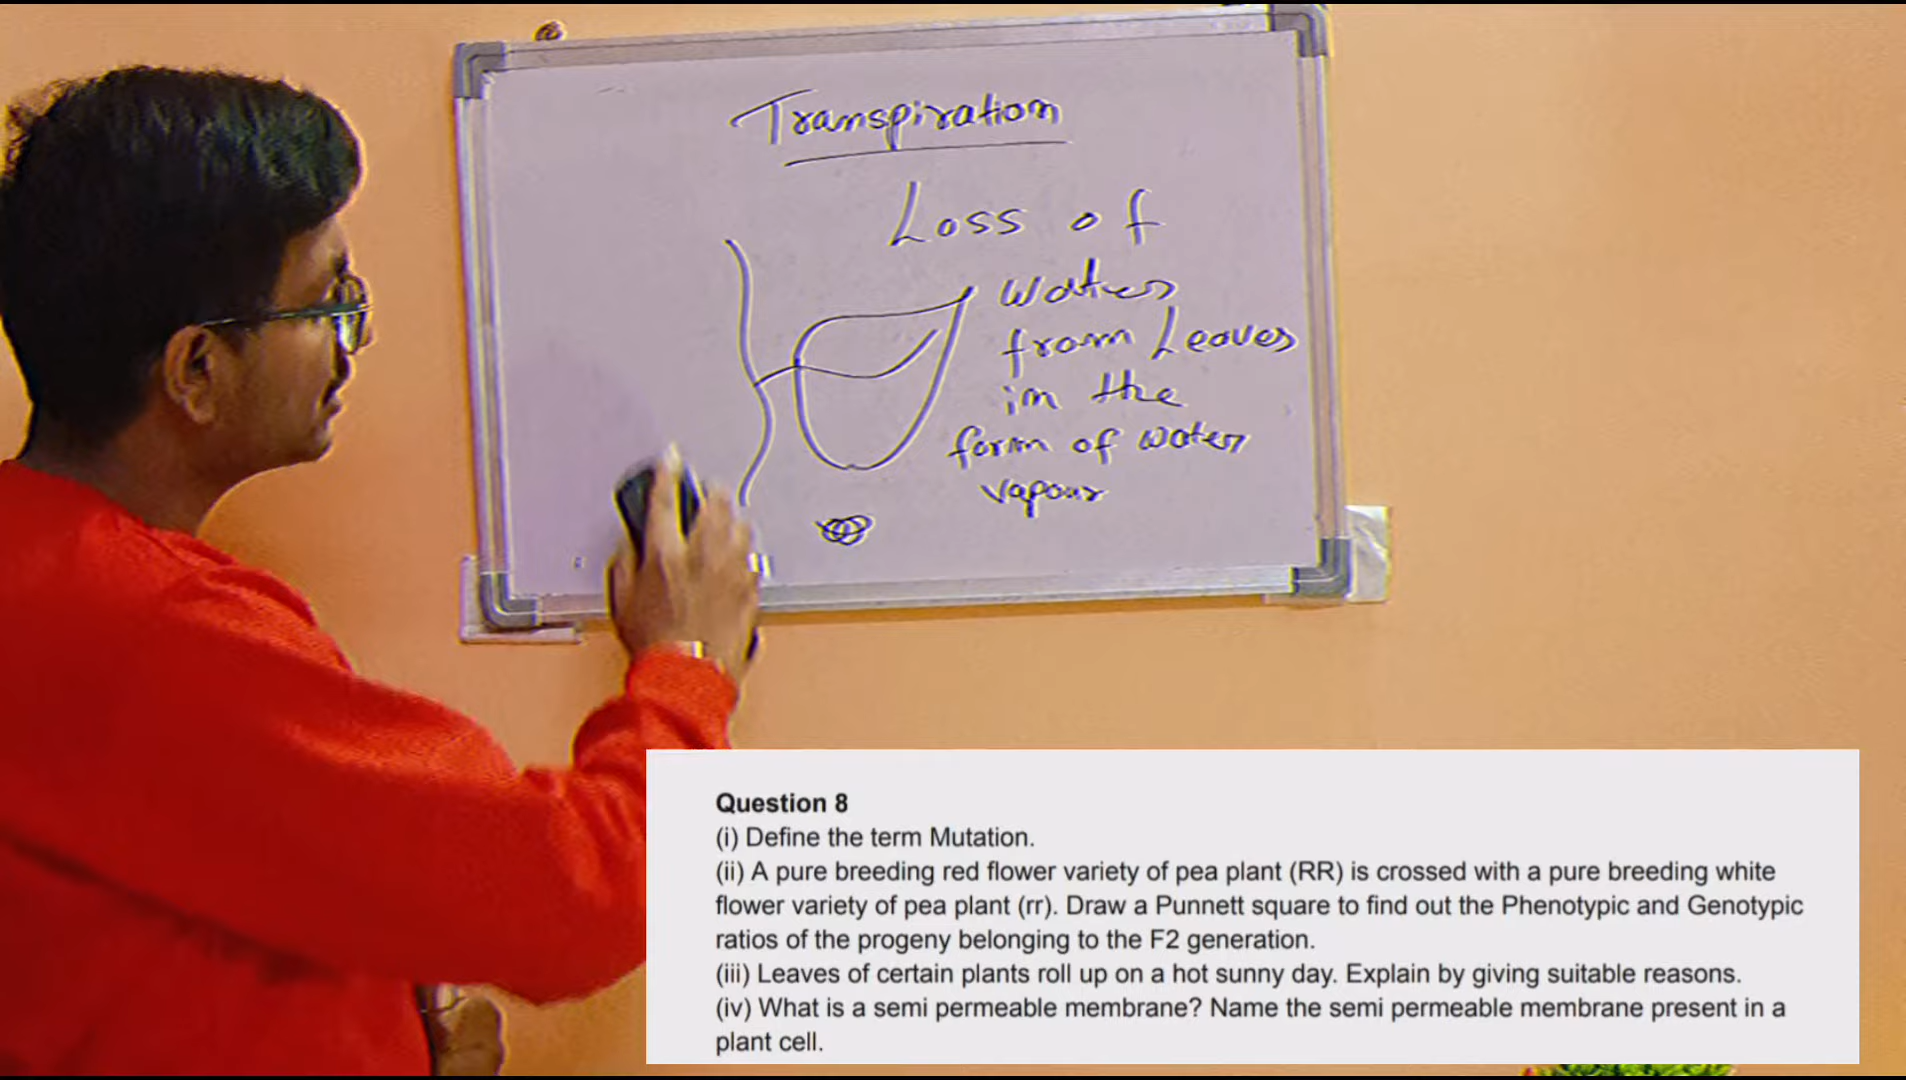 Transpiration
Loss of
water
from Leaves
in the
form of water
vapour
Question 8
(i) Define the term Mutation.
(ii) A pure breeding red flower variety of pea plant (RR) is crossed with a pure breeding white
flower variety of pea plant (rr). Draw a Punnett square to find out the Phenotypic and Genotypic
ratios of the progeny belonging to the F2 generation.
(iii) Leaves of certain plants roll up on a hot sunny day. Explain by giving suitable reasons.
(iv) What is a semi permeable membrane? Name the semi permeable membrane present in a
plant cell.